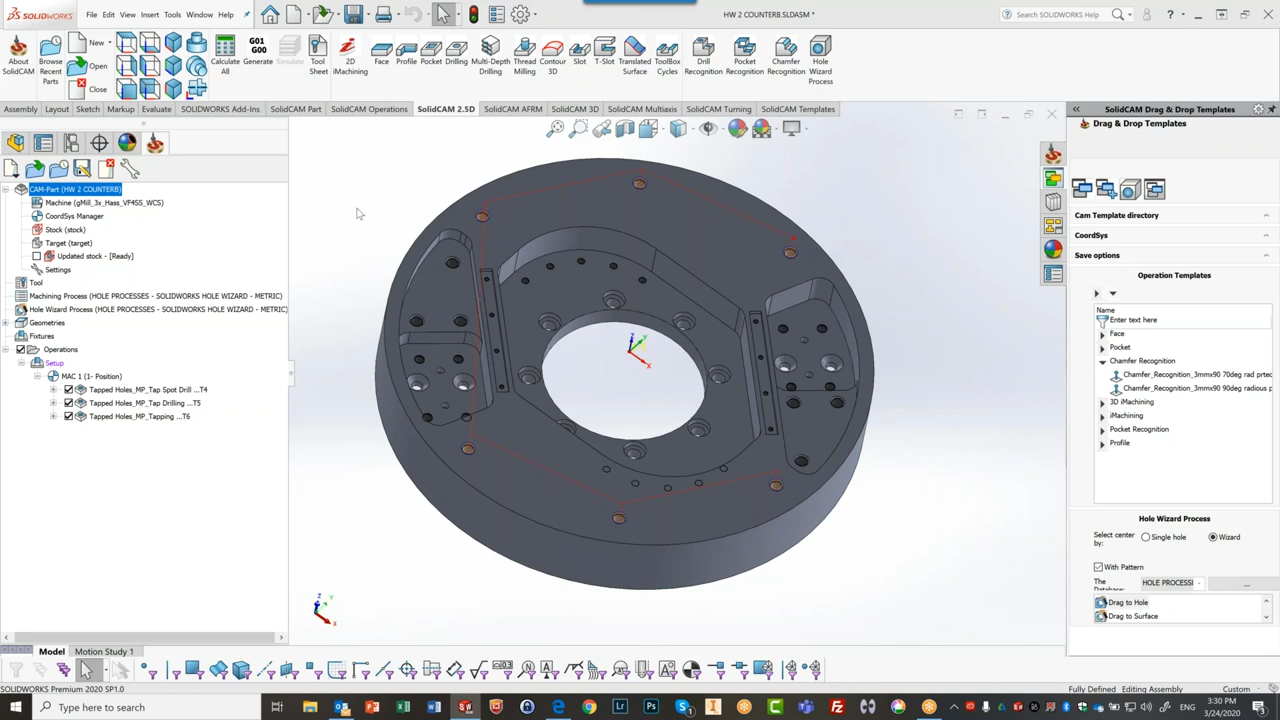 SOLIDWORKS File Edit View Insert Tools Window Help HW 2 COUNTERB.SLDASM * Search SOLIDWORKS Help
About SolidCAM Browse Recent Parts New Open Close Calculate All G01 G00 Generate Simulate Tool Sheet 2D iMachining Face Profile Pocket Drilling Multi-Depth Drilling Thread Milling Contour 3D Slot T-Slot Translated Surface ToolBox Cycles Drill Recognition Pocket Recognition Chamfer Recognition Hole Wizard Process
Assembly Layout Sketch Markup Evaluate SOLIDWORKS Add-Ins SolidCAM Part SolidCAM Operations SolidCAM 2.5D SolidCAM AFRM SolidCAM 3D SolidCAM Multiaxis SolidCAM Turning SolidCAM Templates
CAM-Part (HW 2 COUNTERB)
Machine (gMill_3x_Hass_VF4SS_WCS)
CoordSys Manager
Stock (stock)
Target (target)
Updated stock - [Ready]
Settings
Tool
Machining Process (HOLE PROCESSES - SOLIDWORKS HOLE WIZARD - METRIC)
Hole Wizard Process (HOLE PROCESSES - SOLIDWORKS HOLE WIZARD - METRIC)
Geometries
Fixtures
Operations
Setup
MAC 1 (1- Position)
Tapped Holes_MP_Tap Spot Drill ...T4
Tapped Holes_MP_Tap Drilling ...T5
Tapped Holes_MP_Tapping ...T6
Z Y X
Z Y X
SolidCAM Drag & Drop Templates
Drag & Drop Templates
Cam Template directory
CoordSys
Save options
Operation Templates
Name
Enter text here
Face
Pocket
Chamfer Recognition
Chamfer_Recognition_3mmx90 70deg rad prtec
Chamfer_Recognition_3mmx90 90deg radius p
3D iMachining
iMachining
Pocket Recognition
Profile
Hole Wizard Process
Select center by: Single hole Wizard
With Pattern
The Database: HOLE PROCESSI ...
Drag to Hole
Drag to Surface
Model Motion Study 1
SOLIDWORKS Premium 2020 SP1.0 Fully Defined Editing Assembly Custom
Type here to search 3:30 PM
3/24/2020